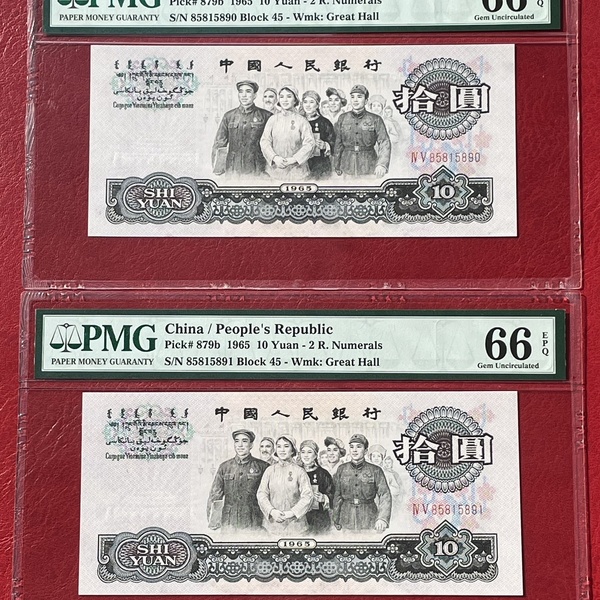 PMG
PAPER MONEY GUARANTY
Pick# 879b 1965 10 Yuan - 2 R. Numerals
S/N 85815890 Block 45 - Wmk: Great Hall
66
Gem Uncirculated
中國人民銀行
拾圓
ⅣⅤ85815890
1965
SHI
YUAN
10
PMG
PAPER MONEY GUARANTY
China / People's Republic
Pick# 879b 1965 10 Yuan - 2 R. Numerals
S/N 85815891 Block 45 - Wmk: Great Hall
66
EPQ
Gem Uncirculated
中國人民銀行
拾圓
ⅣⅤ85815891
1965
SHI
YUAN
10